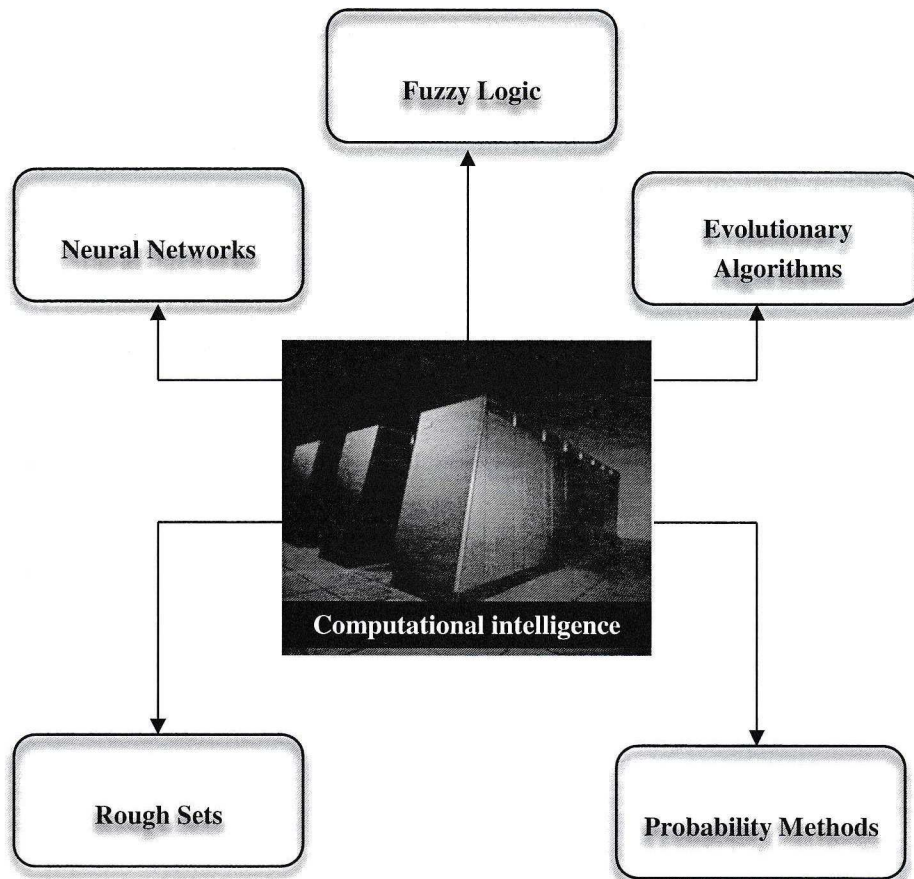 Fuzzy Logic
Neural Networks
Evolutionary
Algorithms
Computational intelligence
Rough Sets
Probability Methods